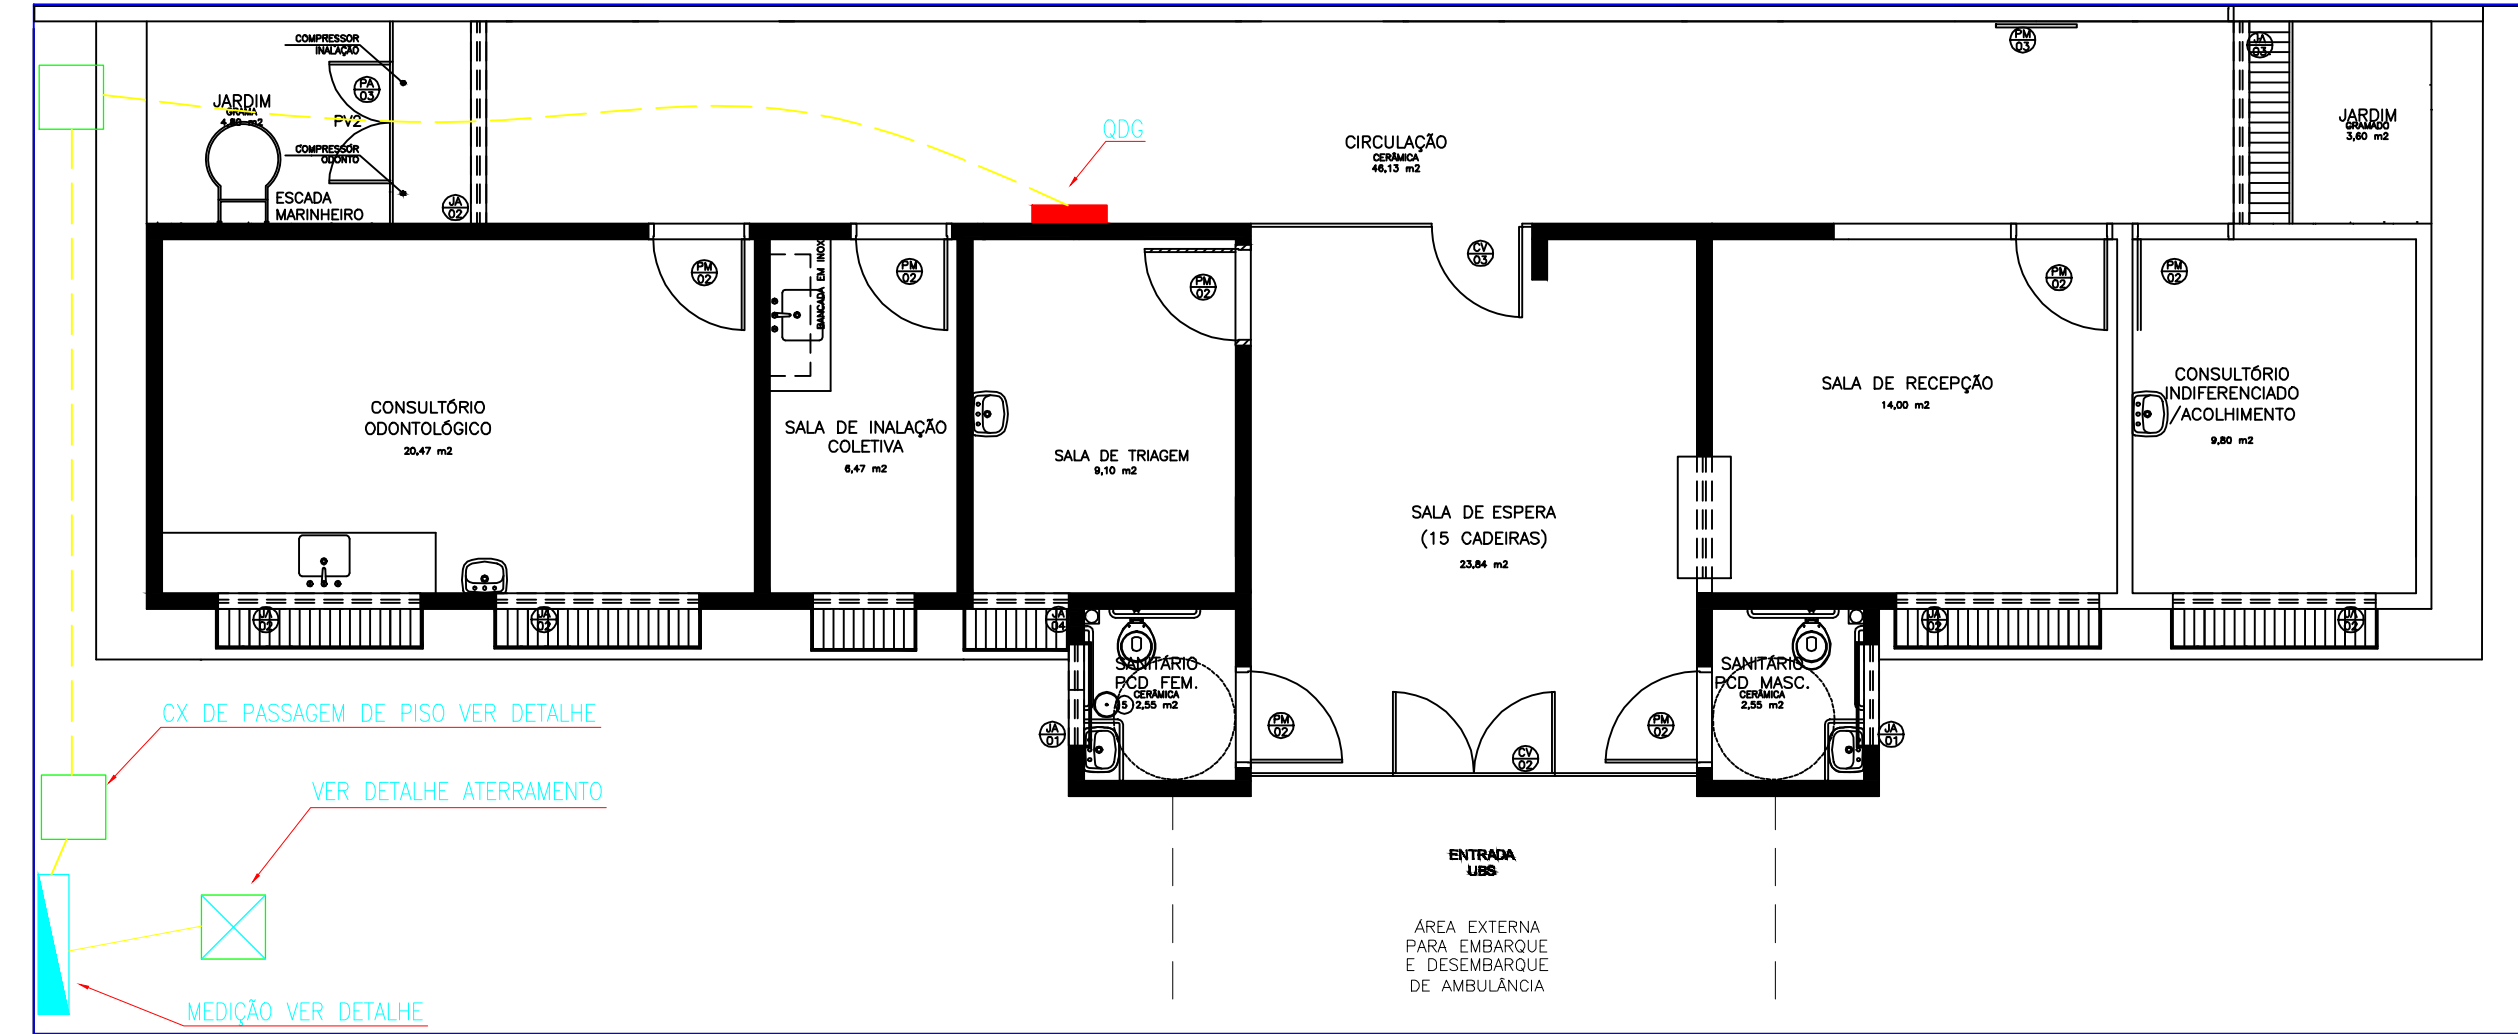 COMPRESSOR
INALAÇÃO
PA
03
JARDIM
GRAMA
4,80 m2
PV2
COMPRESSOR
ODONTO
ESCADA
MARINHEIRO
JA
02
QDG
CIRCULAÇÃO
CERÂMICA
46,13 m2
PM
03
JA
03
JARDIM
GRAMADO
3,60 m2
PM
02
BANCADA EM INOX
PM
02
PM
02
CV
03
PM
02
PM
02
CONSULTÓRIO
ODONTOLÓGICO
20,47 m2
SALA DE INALAÇÃO
COLETIVA
6,47 m2
SALA DE TRIAGEM
9,10 m2
SALA DE ESPERA
(15 CADEIRAS)
23,84 m2
SALA DE RECEPÇÃO
14,00 m2
CONSULTÓRIO
INDIFERENCIADO
/ACOLHIMENTO
9,80 m2
JA
02
JA
02
JA
04
JA
02
JA
02
SANITÁRIO
PCD FEM.
CERÂMICA
2,55 m2
SANITÁRIO
PCD MASC.
CERÂMICA
2,55 m2
JA
01
PM
02
CV
02
PM
02
JA
01
CX DE PASSAGEM DE PISO VER DETALHE
VER DETALHE ATERRAMENTO
MEDIÇÃO VER DETALHE
ENTRADA
UBS
ÁREA EXTERNA
PARA EMBARQUE
E DESEMBARQUE
DE AMBULÂNCIA